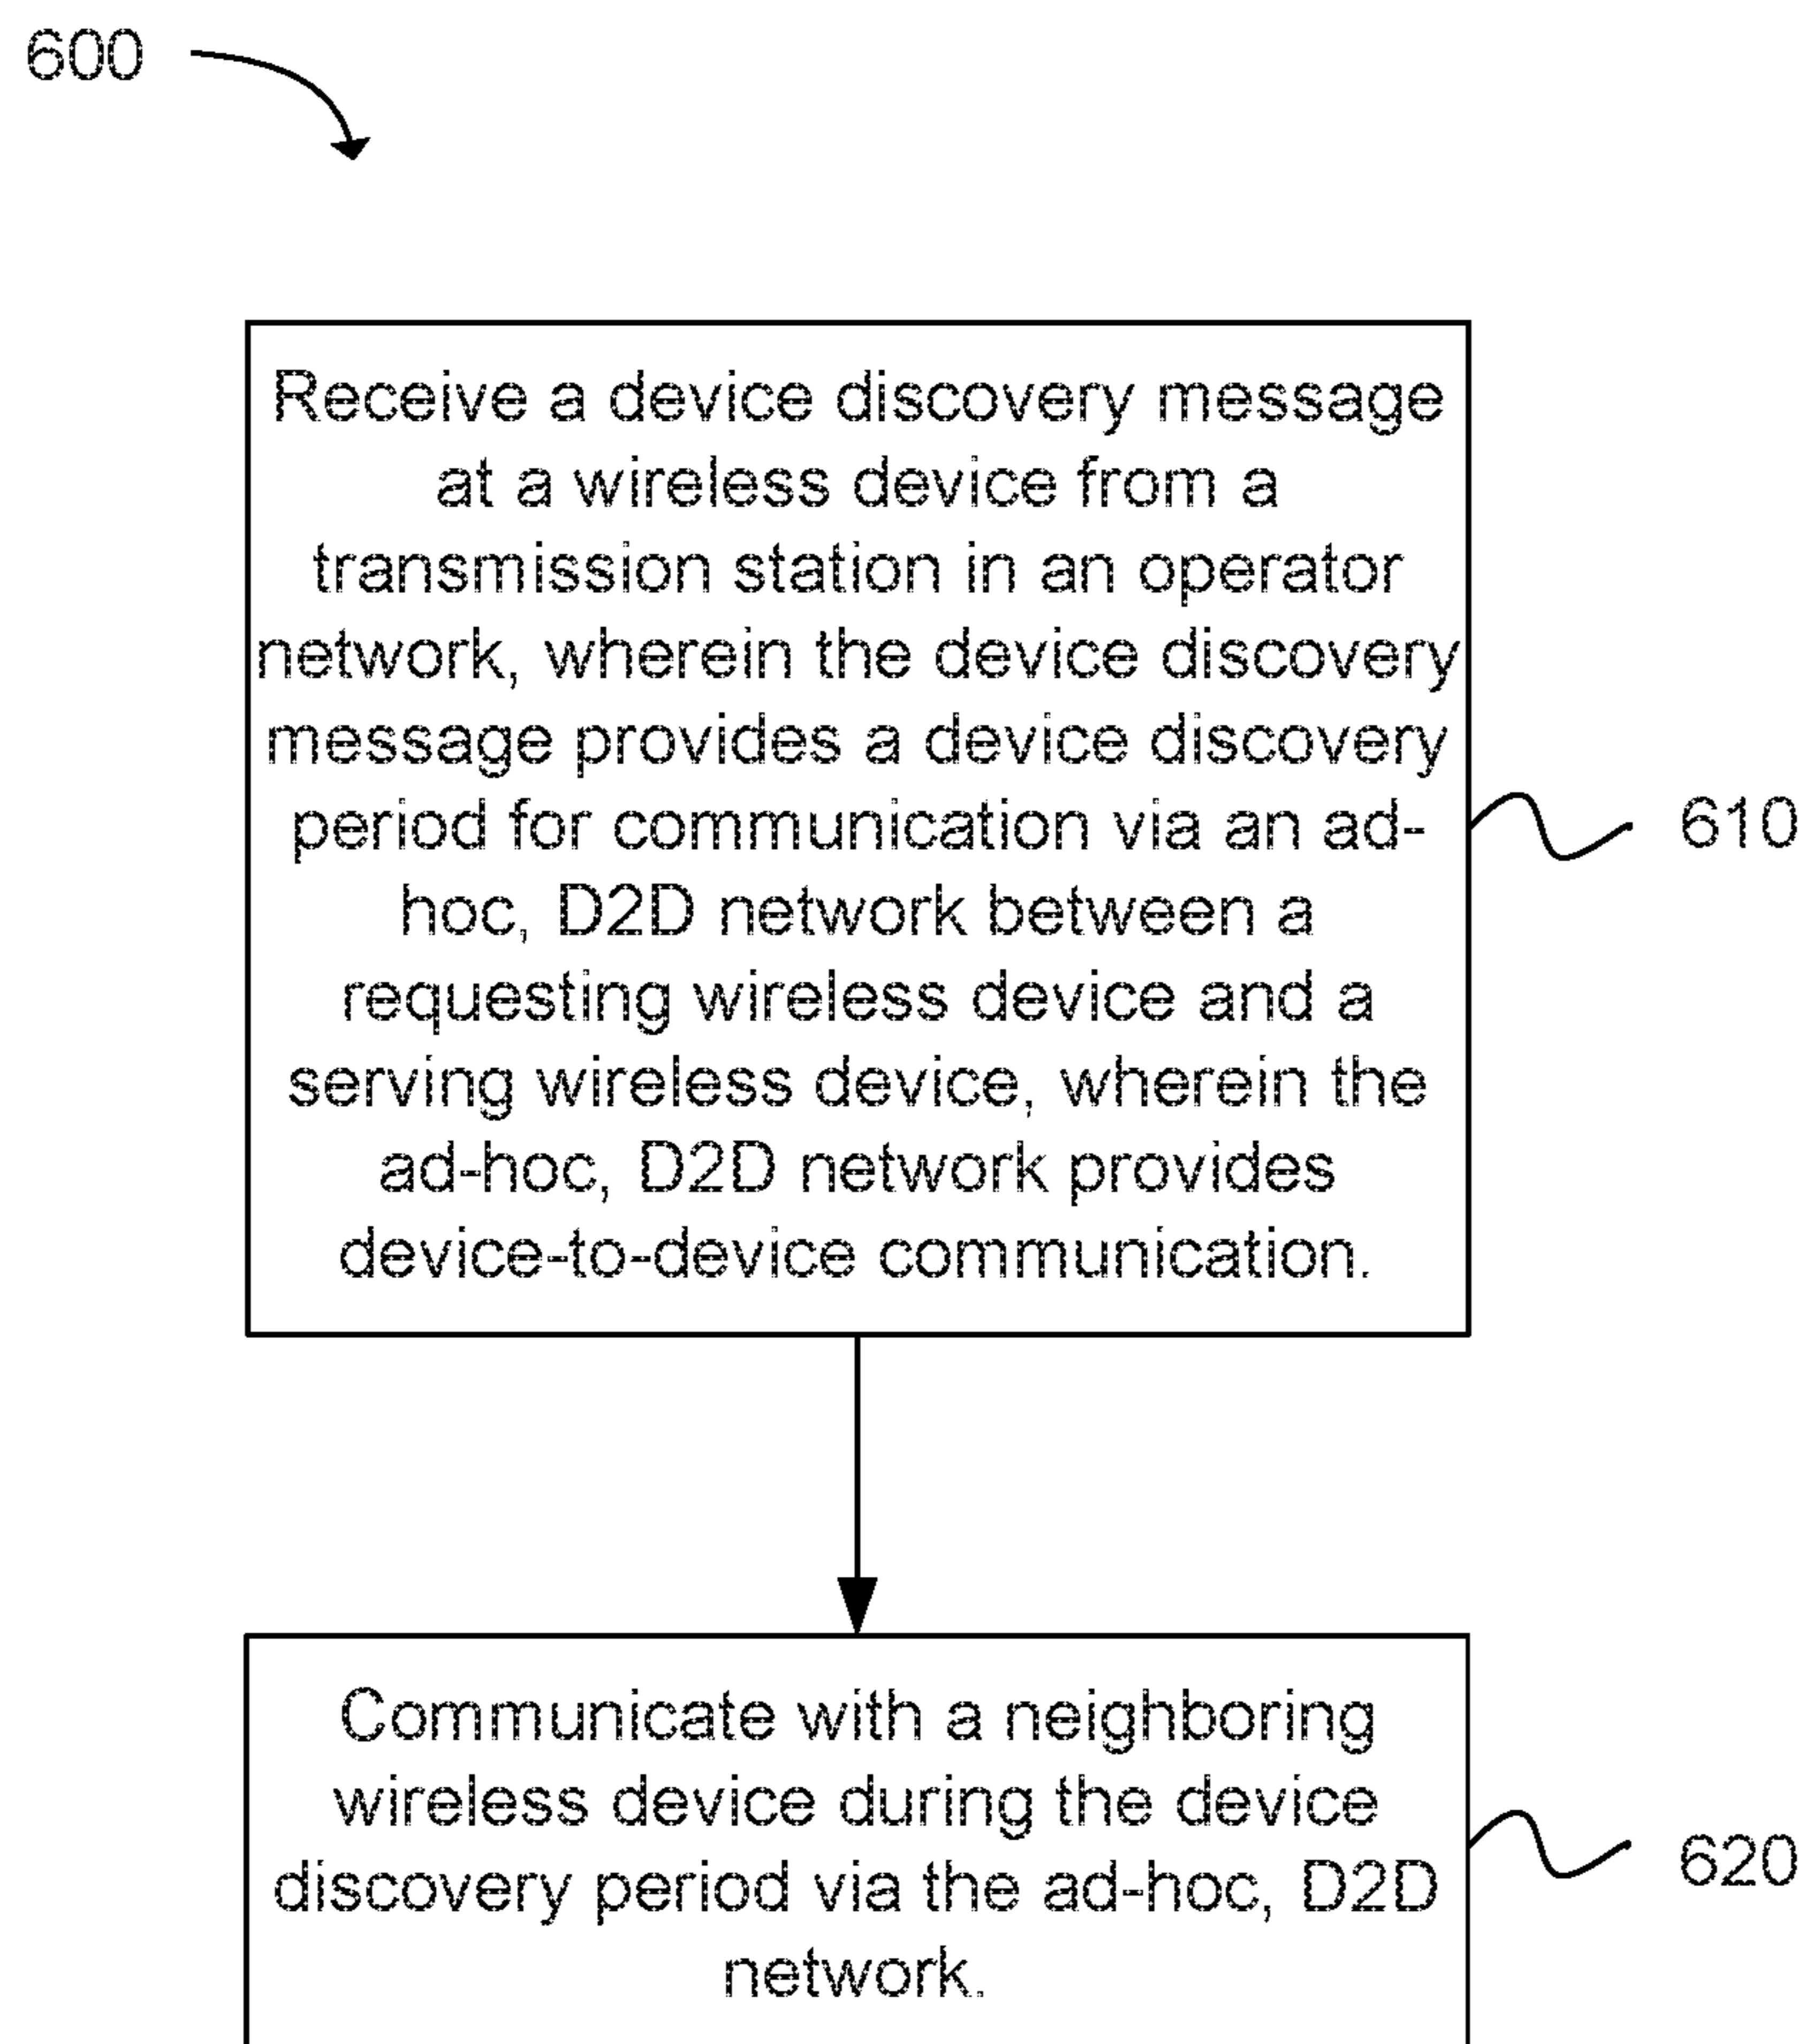 600
Receive a device discovery message
at a wireless device from a
transmission station in an operator
network, wherein the device discovery
message provides a device discovery
period for communication via an ad-
hoc, D2D network between a
requesting wireless device and a
serving wireless device, wherein the
ad-hoc, D2D network provides
device-to-device communication.
610
Communicate with a neighboring
wireless device during the device
discovery period via the ad-hoc, D2D
network.
620